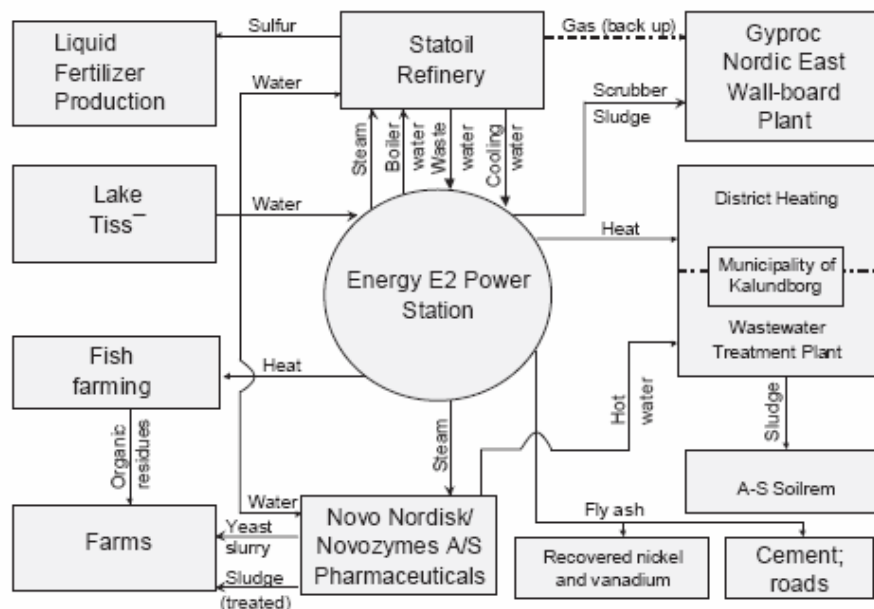 Liquid
Fertilizer
Production
Sulfur
Statoil
Refinery
Gas (back up)
Gyproc
Nordic East
Wall-board
Plant
Water
Scrubber
Sludge
Steam
Boiler
water
Waste
water
Cooling
water
Lake
Tiss¯
Water
Heat
District Heating
Municipality of
Kalundborg
Wastewater
Treatment Plant
Energy E2 Power
Station
Fish
farming
Heat
Organic
residues
Steam
Hot
water
Sludge
A-S Soilrem
Farms
Water
Yeast
slurry
Sludge
(treated)
Novo Nordisk/
Novozymes A/S
Pharmaceuticals
Fly ash
Recovered nickel
and vanadium
Cement;
roads